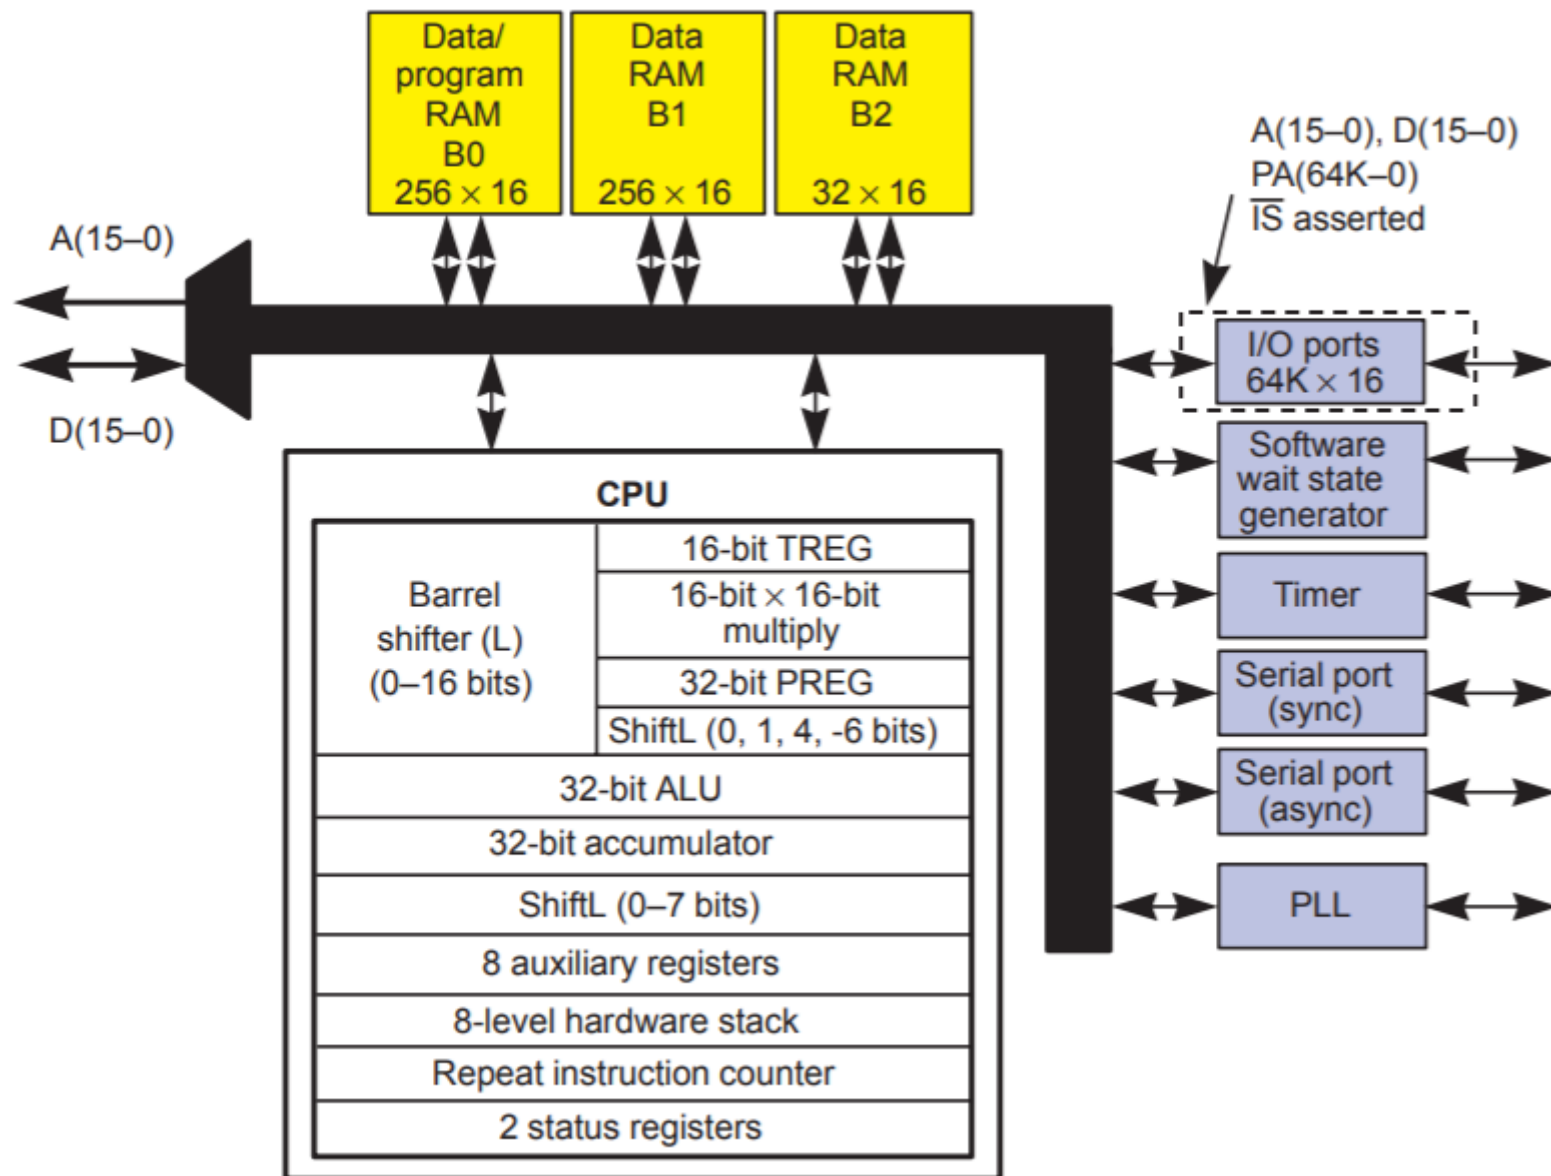 Data/
program
RAM
B0
256 × 16
Data
RAM
B1
256 × 16
Data
RAM
B2
32 × 16
A(15–0), D(15–0)
PA(64K–0)
I̅S̅ asserted
A(15–0)
D(15–0)
I/O ports
64K × 16
Software
wait state
generator
Timer
Serial port
(sync)
Serial port
(async)
PLL
CPU
Barrel
shifter (L)
(0–16 bits)
16-bit TREG
16-bit × 16-bit
multiply
32-bit PREG
ShiftL (0, 1, 4, -6 bits)
32-bit ALU
32-bit accumulator
ShiftL (0–7 bits)
8 auxiliary registers
8-level hardware stack
Repeat instruction counter
2 status registers